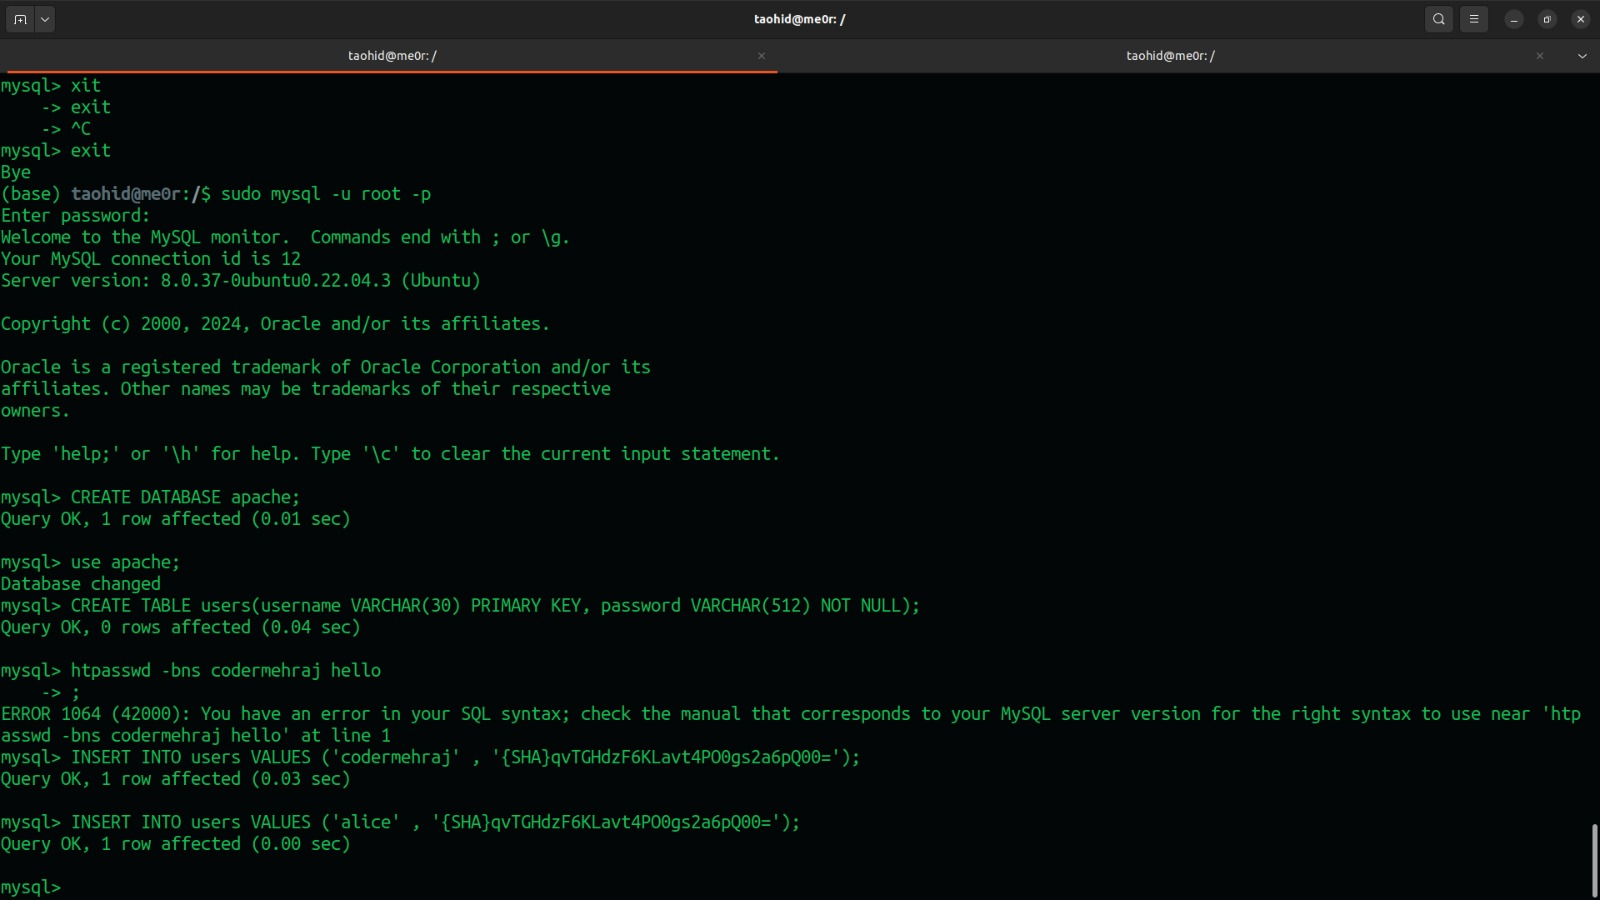 taohid@me0r: /
taohid@me0r: /
taohid@me0r: /
mysql> xit
    -> exit
    -> ^C
mysql> exit
Bye
(base) taohid@me0r:/$ sudo mysql -u root -p
Enter password:
Welcome to the MySQL monitor.  Commands end with ; or \g.
Your MySQL connection id is 12
Server version: 8.0.37-0ubuntu0.22.04.3 (Ubuntu)

Copyright (c) 2000, 2024, Oracle and/or its affiliates.

Oracle is a registered trademark of Oracle Corporation and/or its
affiliates. Other names may be trademarks of their respective
owners.

Type 'help;' or '\h' for help. Type '\c' to clear the current input statement.

mysql> CREATE DATABASE apache;
Query OK, 1 row affected (0.01 sec)

mysql> use apache;
Database changed
mysql> CREATE TABLE users(username VARCHAR(30) PRIMARY KEY, password VARCHAR(512) NOT NULL);
Query OK, 0 rows affected (0.04 sec)

mysql> htpasswd -bns codermehraj hello
    -> ;
ERROR 1064 (42000): You have an error in your SQL syntax; check the manual that corresponds to your MySQL server version for the right syntax to use near 'htp
asswd -bns codermehraj hello' at line 1
mysql> INSERT INTO users VALUES ('codermehraj' , '{SHA}qvTGHdzF6KLavt4PO0gs2a6pQ00=');
Query OK, 1 row affected (0.03 sec)

mysql> INSERT INTO users VALUES ('alice' , '{SHA}qvTGHdzF6KLavt4PO0gs2a6pQ00=');
Query OK, 1 row affected (0.00 sec)

mysql>